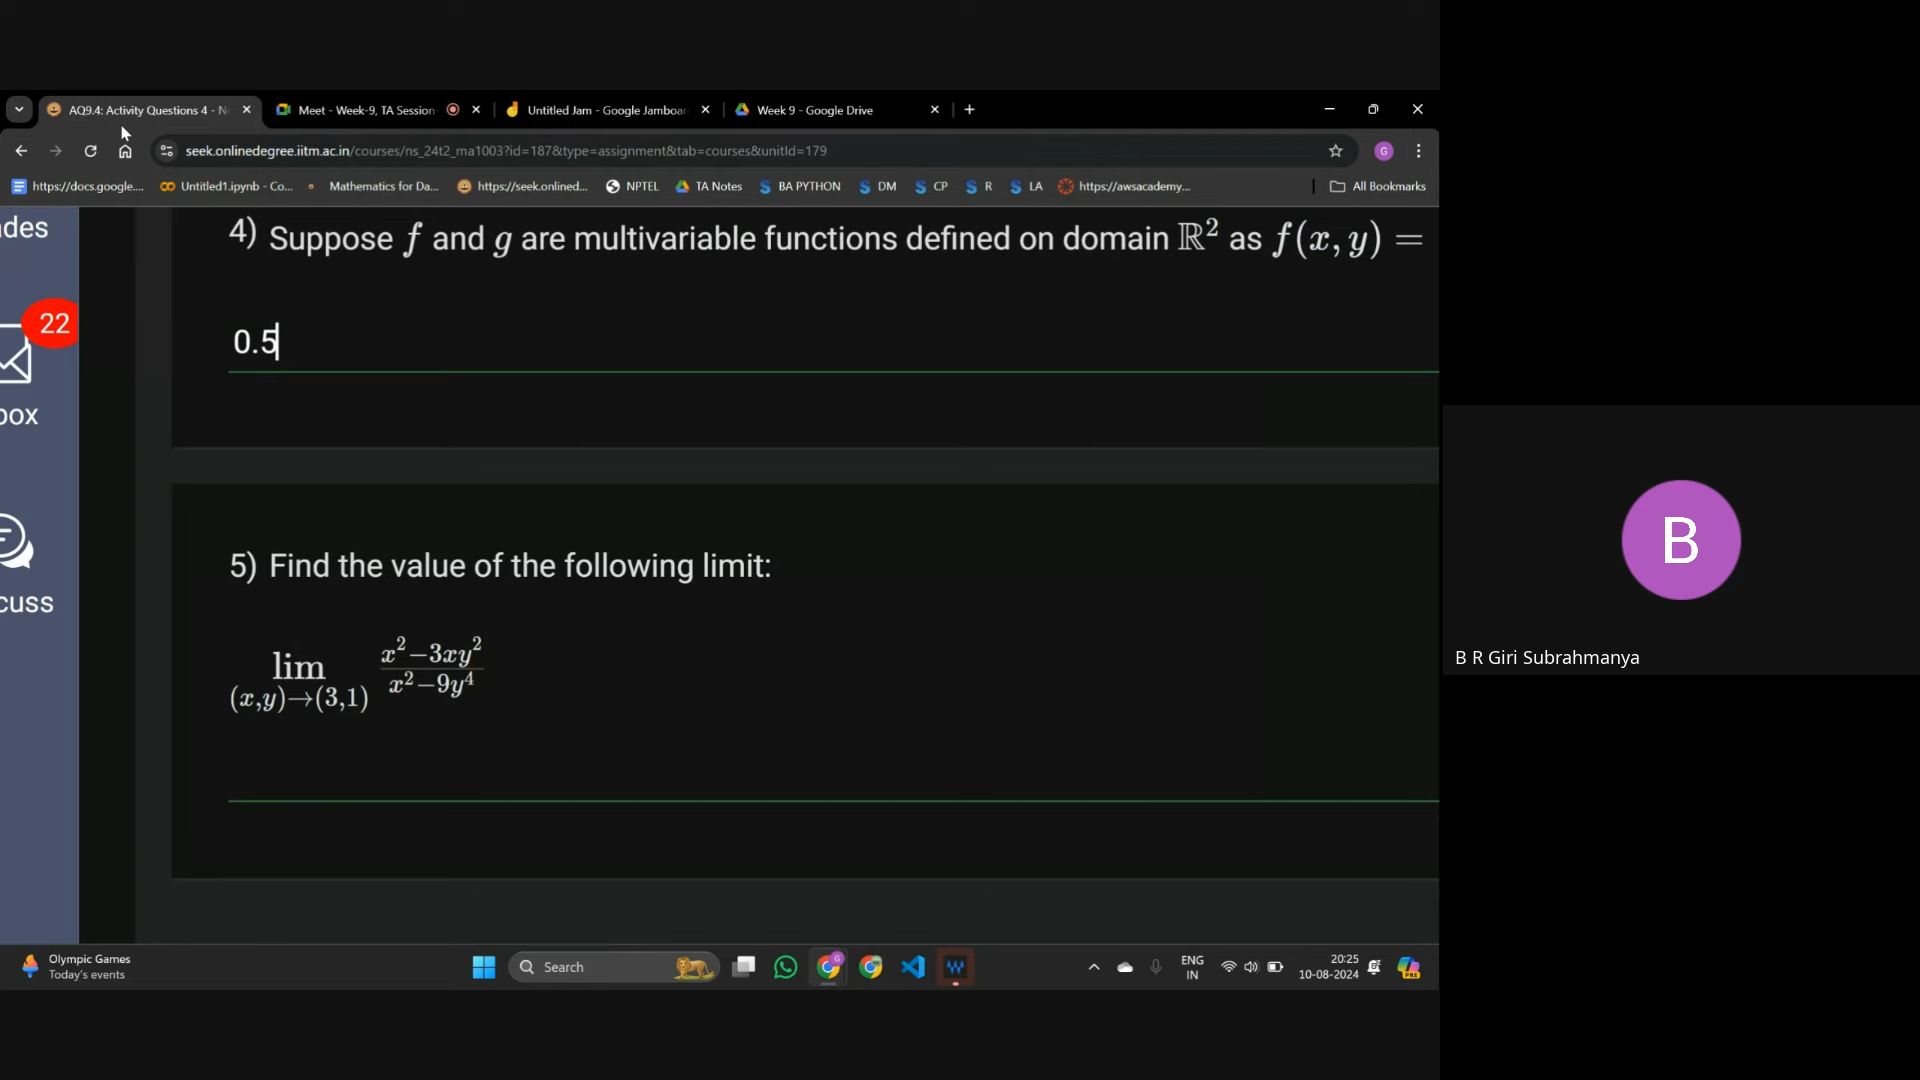 AQ9.4: Activity Questions 4 - N
Meet - Week-9, TA Session
Untitled Jam - Google Jamboar
Week 9 - Google Drive
seek.onlinedegree.iitm.ac.in/courses/ns_24t2_ma1003?id=187&type=assignment&tab=courses&unitId=179
G
https://docs.google....
Untitled1.ipynb - Co...
Mathematics for Da...
https://seek.onlined...
NPTEL
TA Notes
BA PYTHON
DM
CP
R
LA
https://awsacademy...
All Bookmarks
des
22
box
cuss
4) Suppose f and g are multivariable functions defined on domain ℝ² as f(x, y) =
0.5
5) Find the value of the following limit:
lim (x,y)→(3,1) (x²−3xy²)/(x²−9y⁴)
B
B R Giri Subrahmanya
Olympic Games
Today's events
Search
G
ENG
IN
20:25
10-08-2024
PRE